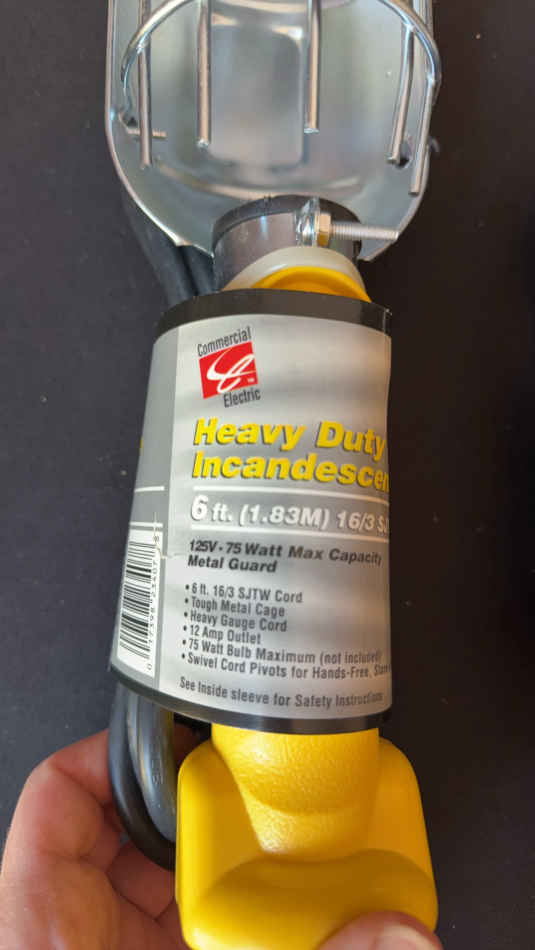 Commercial
Electric
Heavy Duty
6 ft. (1.83M) 16/3
125V - 75 Watt Max Capacity
Metal Guard
• 6 ft. 16/3 SJTW Cord
• Tough Metal Cage
• Heavy Gauge Cord
• 12 Amp Outlet
• 75 Watt Bulb Maximum (not included)
• Swivel Cord Pivots for Hands-Free,
See Inside sleeve for Safety Instructions